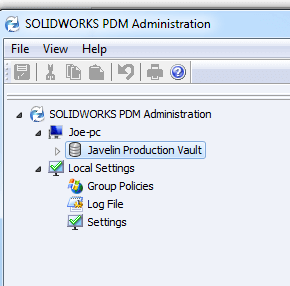 SOLIDWORKS PDM Administration
File View Help
SOLIDWORKS PDM Administration
Joe-pc
Javelin Production Vault
Local Settings
Group Policies
Log File
Settings